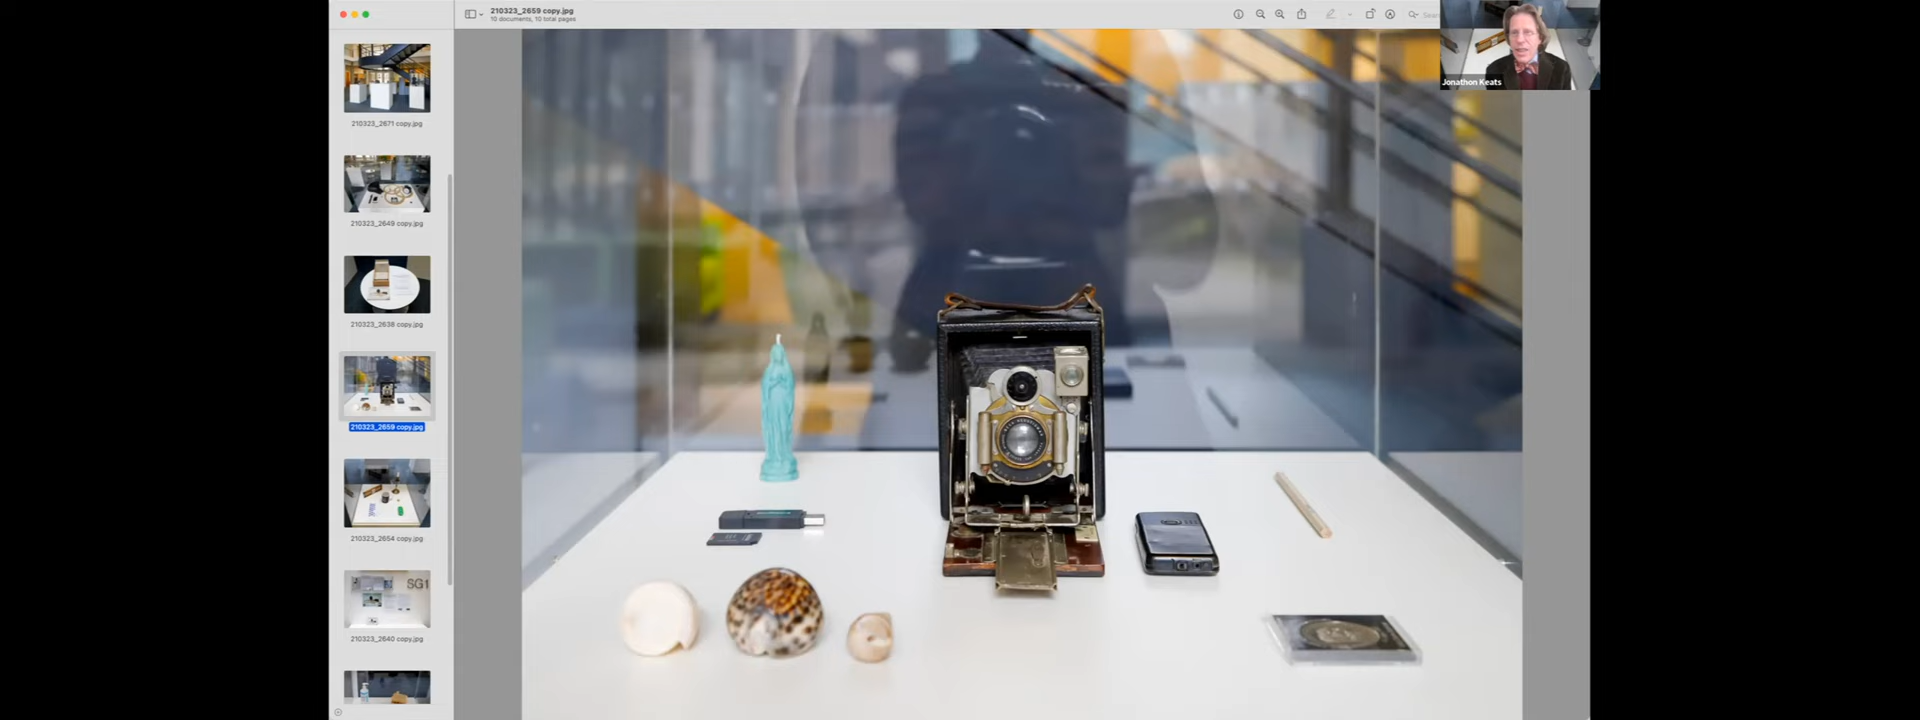 210323_2659 copy.jpg
10 documents, 10 total pages
Sear
Jonathon Keats
210323_2671 copy.jpg
210323_2649 copy.jpg
210323_2638 copy.jpg
210323_2659 copy.jpg
210323_2654 copy.jpg
SG1
210323_2640 copy.jpg